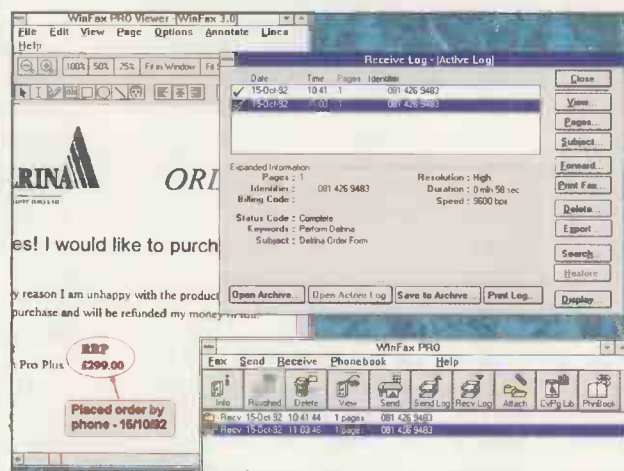 WinFax PRO Viewer -[WinFax 3.0]
File Edit View Page Options Annotate Lines
Help
100% 50% 25% Fit in Window
RINA
ORD
es! I would like to purch
y reason I am unhappy with the product
purchase and will be refunded my money
RRP
Pro Plus £299.00
Placed order by
phone - 15/10/92
Receive Log - [Active Log]
Date Time Pages Identifier
15-Oct-92 10:41 1 081 426 9483
15-Oct-92 11:03 1 081 426 9483
Expanded Information
Pages : 1
Identifier : 081 426 9483
Billing Code :
Resolution : High
Duration : 0 min 58 sec
Speed : 9600 bps
Status Code : Complete
Keywords : Perform Delrina
Subject : Delrina Order Form
Open Archive... Open Active Log Save to Archive... Print Log...
Close
View...
Pages...
Subject...
Forward...
Print Fax...
Delete...
Export...
Search...
Restore
Display...
WinFax PRO
Fax Send Receive Phonebook Help
Info Delete View Send Send Log Recv Log Attach CvPg Lib PhnBook
Recv 15-Oct-92 10:41:44 1 pages 081 426 9483
Recv 15-Oct-92 11:03:46 1 pages 081 426 9483